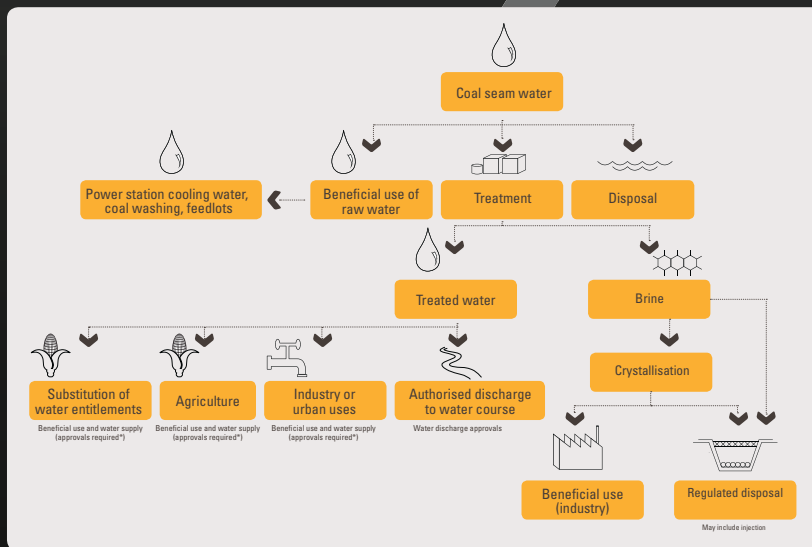 Coal seam water
Power station cooling water,
coal washing, feedlots
Beneficial use of
raw water
Treatment
Disposal
Treated water
Brine
Crystallisation
Substitution of
water entitlements
Beneficial use and water supply
(approvals required*)
Agriculture
Beneficial use and water supply
(approvals required*)
Industry or
urban uses
Beneficial use and water supply
(approvals required*)
Authorised discharge
to water course
Water discharge approvals
Beneficial use
(industry)
Regulated disposal
May include injection